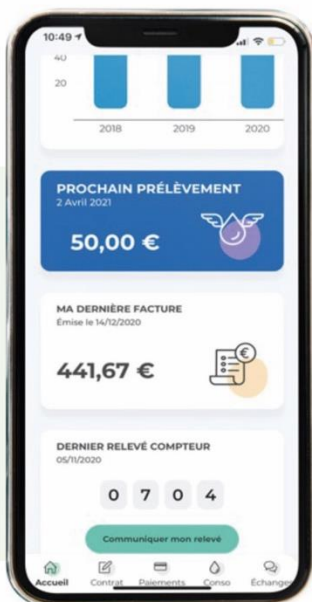 10:49
40
20
2018 2019 2020
PROCHAIN PRÉLÈVEMENT
2 Avril 2021
50,00 €
MA DERNIÈRE FACTURE
Émise le 14/12/2020
€
441,67 €
DERNIER RELEVÉ COMPTEUR
05/11/2020
0 7 0 4
Communiquer mon relevé
Accueil Contrat Paiements Conso Échanges